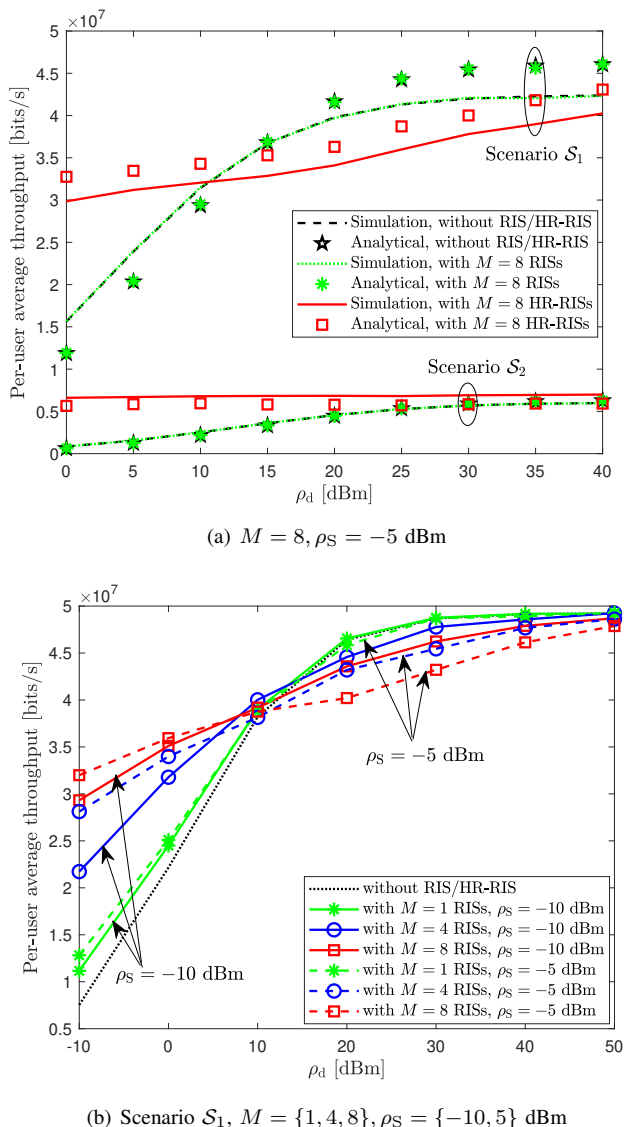 ×10⁷
5
4.5
4
3.5
3
2.5
2
1.5
1
0.5
0
Per-user average throughput [bits/s]
Scenario 𝒮₁
Simulation, without RIS/HR-RIS
Analytical, without RIS/HR-RIS
Simulation, with M = 8 RISs
Analytical, with M = 8 RISs
Simulation, with M = 8 HR-RISs
Analytical, with M = 8 HR-RISs
Scenario 𝒮₂
0 5 10 15 20 25 30 35 40
ρd [dBm]
(a) M = 8, ρS = −5 dBm
×10⁷
5
4.5
4
3.5
3
2.5
2
1.5
1
0.5
Per-user average throughput [bits/s]
ρS = −5 dBm
ρS = −10 dBm
without RIS/HR-RIS
with M = 1 RISs, ρS = −10 dBm
with M = 4 RISs, ρS = −10 dBm
with M = 8 RISs, ρS = −10 dBm
with M = 1 RISs, ρS = −5 dBm
with M = 4 RISs, ρS = −5 dBm
with M = 8 RISs, ρS = −5 dBm
-10 0 10 20 30 40 50
ρd [dBm]
(b) Scenario 𝒮₁, M = {1, 4, 8}, ρS = {−10, 5} dBm